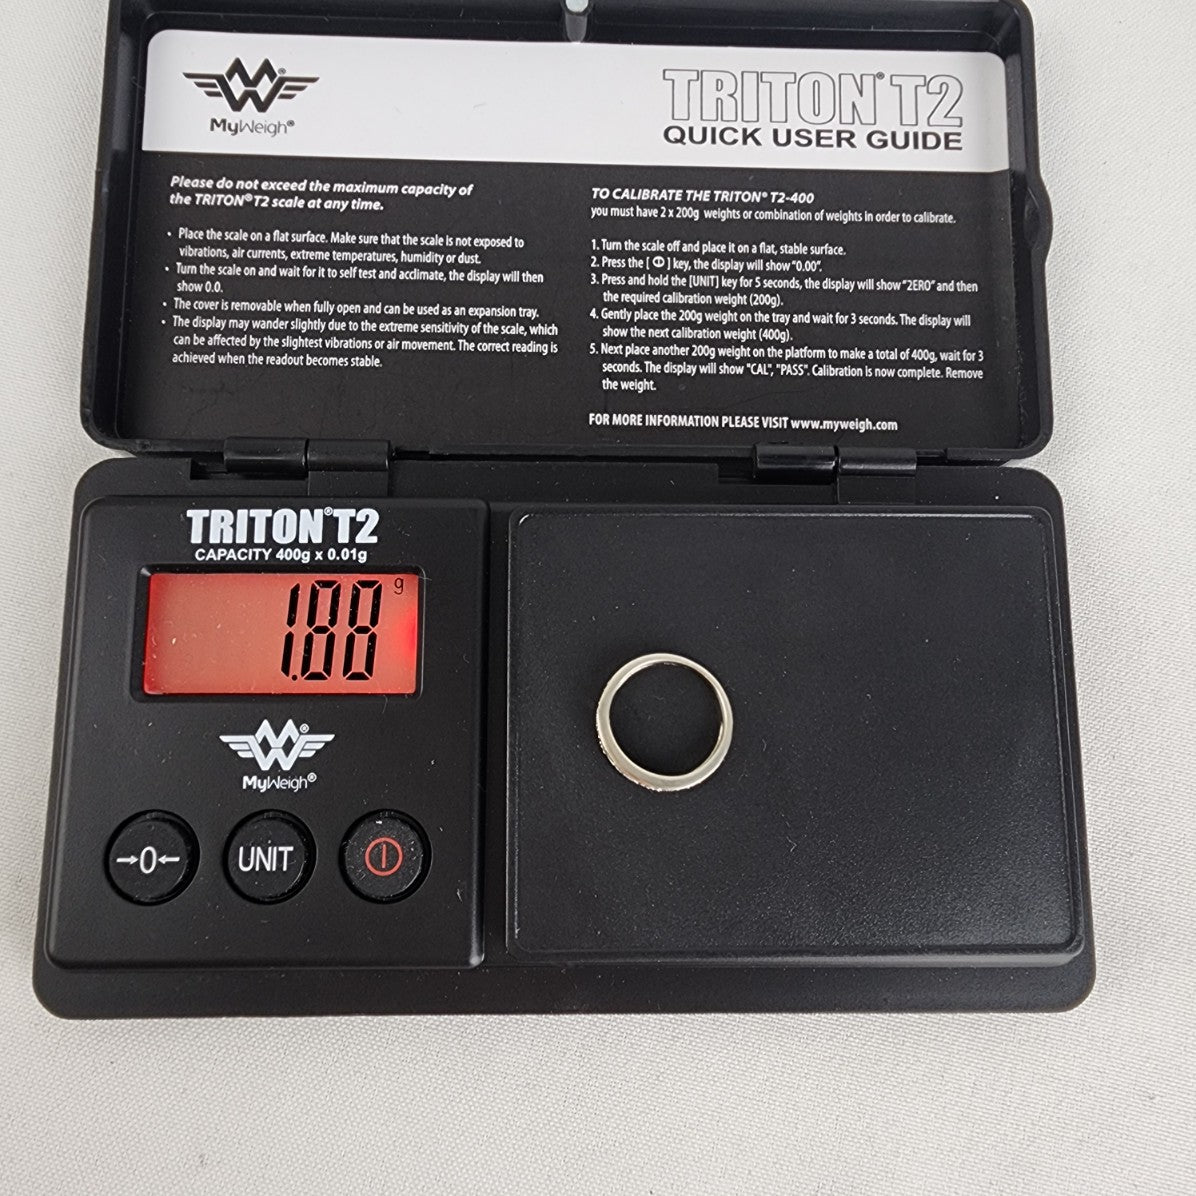 MyWeigh®
TRITON® T2
QUICK USER GUIDE
Please do not exceed the maximum capacity of
the TRITON® T2 scale at any time.
• Place the scale on a flat surface. Make sure that the scale is not exposed to
vibrations, air currents, extreme temperatures, humidity or dust.
• Turn the scale on and wait for it to self test and acclimate, the display will then
show 0.0.
• The cover is removable when fully open and can be used as an expansion tray.
• The display may wander slightly due to the extreme sensitivity of the scale, which
can be affected by the slightest vibrations or air movement. The correct reading is
achieved when the readout becomes stable.
TO CALIBRATE THE TRITON® T2-400
you must have 2 x 200g weights or combination of weights in order to calibrate.
1. Turn the scale off and place it on a flat, stable surface.
2. Press the [ ⏼ ] key, the display will show "0.00".
3. Press and hold the [UNIT] key for 5 seconds, the display will show "ZERO" and then
the required calibration weight (200g).
4. Gently place the 200g weight on the tray and wait for 3 seconds. The display will
show the next calibration weight (400g).
5. Next place another 200g weight on the platform to make a total of 400g, wait for 3
seconds. The display will show "CAL", "PASS". Calibration is now complete. Remove
the weight.
FOR MORE INFORMATION PLEASE VISIT www.myweigh.com
TRITON® T2
CAPACITY 400g x 0.01g
1.88 g
MyWeigh®
→0← UNIT